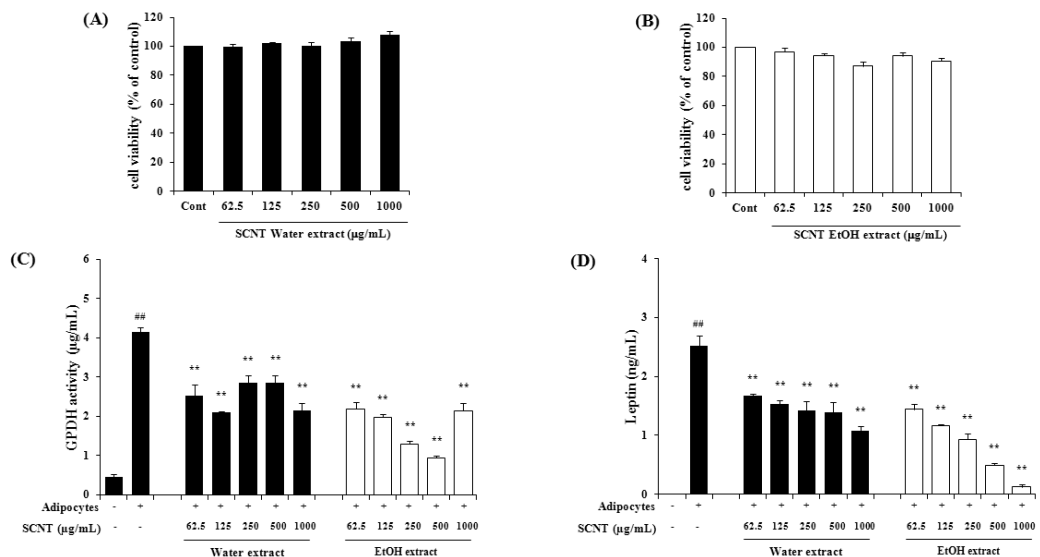 (A)
cell viability (% of control)
120
100
80
60
40
20
0
Cont 62.5 125 250 500 1000
SCNT Water extract (μg/mL)
(B)
cell viability (% of control)
120
100
80
60
40
20
0
Cont 62.5 125 250 500 1000
SCNT EtOH extract (μg/mL)
(C)
GPDH activity (μg/mL)
6
5
4
3
2
1
0
##
** ** ** ** ** ** ** ** ** **
Adipocytes - + + + + + + + + + + +
SCNT (μg/mL) - - 62.5 125 250 500 1000 62.5 125 250 500 1000
Water extract EtOH extract
(D)
Leptin (ng/mL)
4
3
2
1
0
##
** ** ** ** ** ** ** ** ** **
Adipocytes - + + + + + + + + + + +
SCNT (μg/mL) - - 62.5 125 250 500 1000 62.5 125 250 500 1000
Water extract EtOH extract